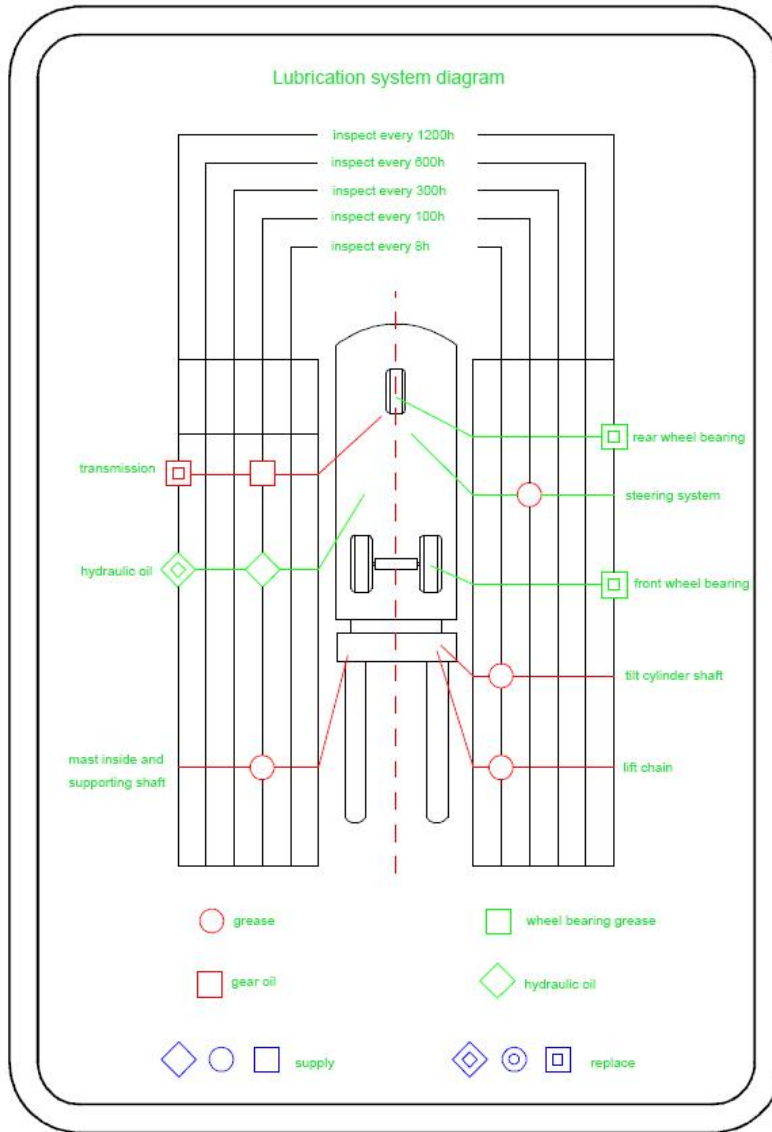 Lubrication system diagram
inspect every 1200h
inspect every 600h
inspect every 300h
inspect every 100h
inspect every 8h
rear wheel bearing
transmission
steering system
hydraulic oil
front wheel bearing
tilt cylinder shaft
mast inside and
supporting shaft
lift chain
grease
wheel bearing grease
gear oil
hydraulic oil
supply
replace